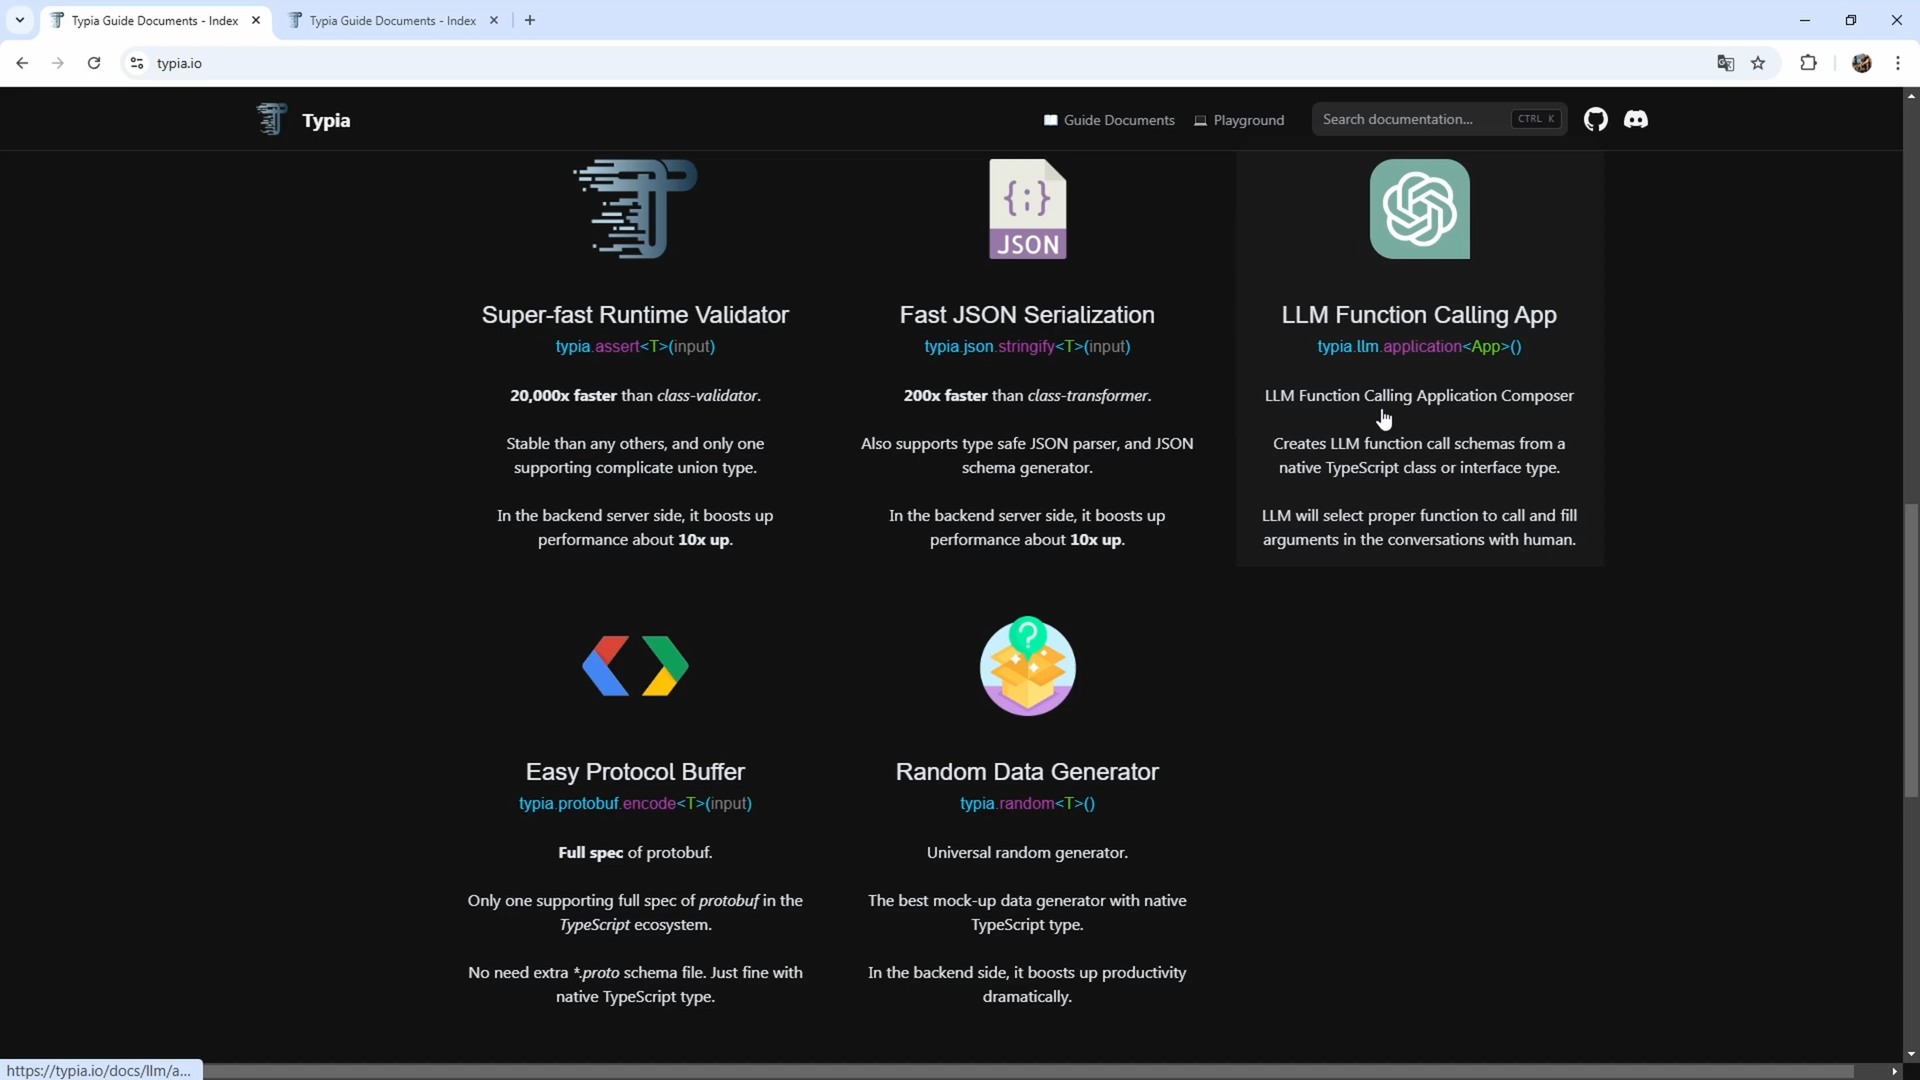 Typia Guide Documents - Index
Typia Guide Documents - Index
typia.io
Typia
Guide Documents
Playground
Search documentation...
CTRL K
JSON
Super-fast Runtime Validator
typia.assert<T>(input)
20,000x faster than class-validator.
Stable than any others, and only one
supporting complicate union type.
In the backend server side, it boosts up
performance about 10x up.
Fast JSON Serialization
typia.json.stringify<T>(input)
200x faster than class-transformer.
Also supports type safe JSON parser, and JSON
schema generator.
In the backend server side, it boosts up
performance about 10x up.
LLM Function Calling App
typia.llm.application<App>()
LLM Function Calling Application Composer
Creates LLM function call schemas from a
native TypeScript class or interface type.
LLM will select proper function to call and fill
arguments in the conversations with human.
Easy Protocol Buffer
typia.protobuf.encode<T>(input)
Full spec of protobuf.
Only one supporting full spec of protobuf in the
TypeScript ecosystem.
No need extra *.proto schema file. Just fine with
native TypeScript type.
Random Data Generator
typia.random<T>()
Universal random generator.
The best mock-up data generator with native
TypeScript type.
In the backend side, it boosts up productivity
dramatically.
https://typia.io/docs/llm/a...